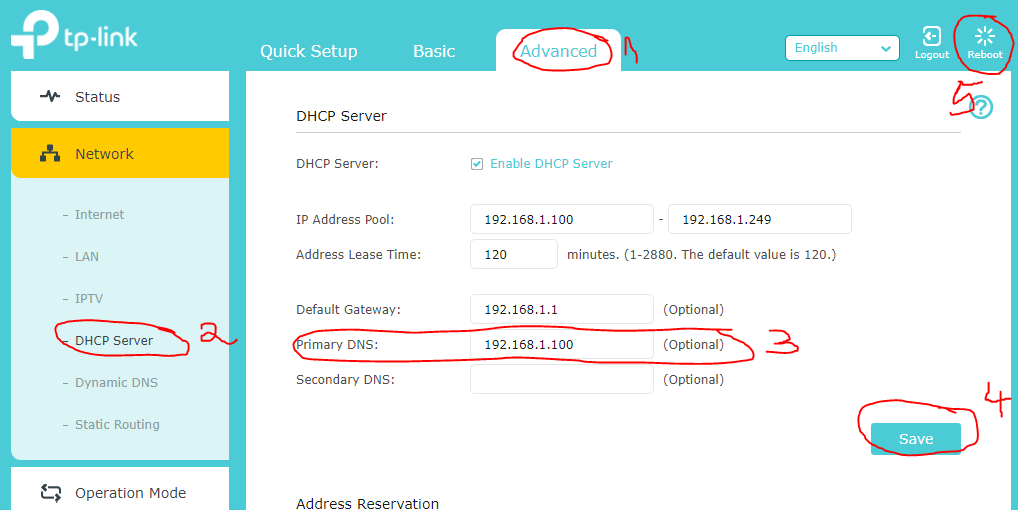 tp-link
Quick Setup Basic Advanced 1 English Logout Reboot
5
Status
Network
- Internet
- LAN
- IPTV
- DHCP Server 2
- Dynamic DNS
- Static Routing
Operation Mode
DHCP Server ?
DHCP Server: Enable DHCP Server
IP Address Pool: 192.168.1.100 - 192.168.1.249
Address Lease Time: 120 minutes. (1-2880. The default value is 120.)
Default Gateway: 192.168.1.1 (Optional)
Primary DNS: 192.168.1.100 (Optional) 3
Secondary DNS: (Optional)
4
Save
Address Reservation